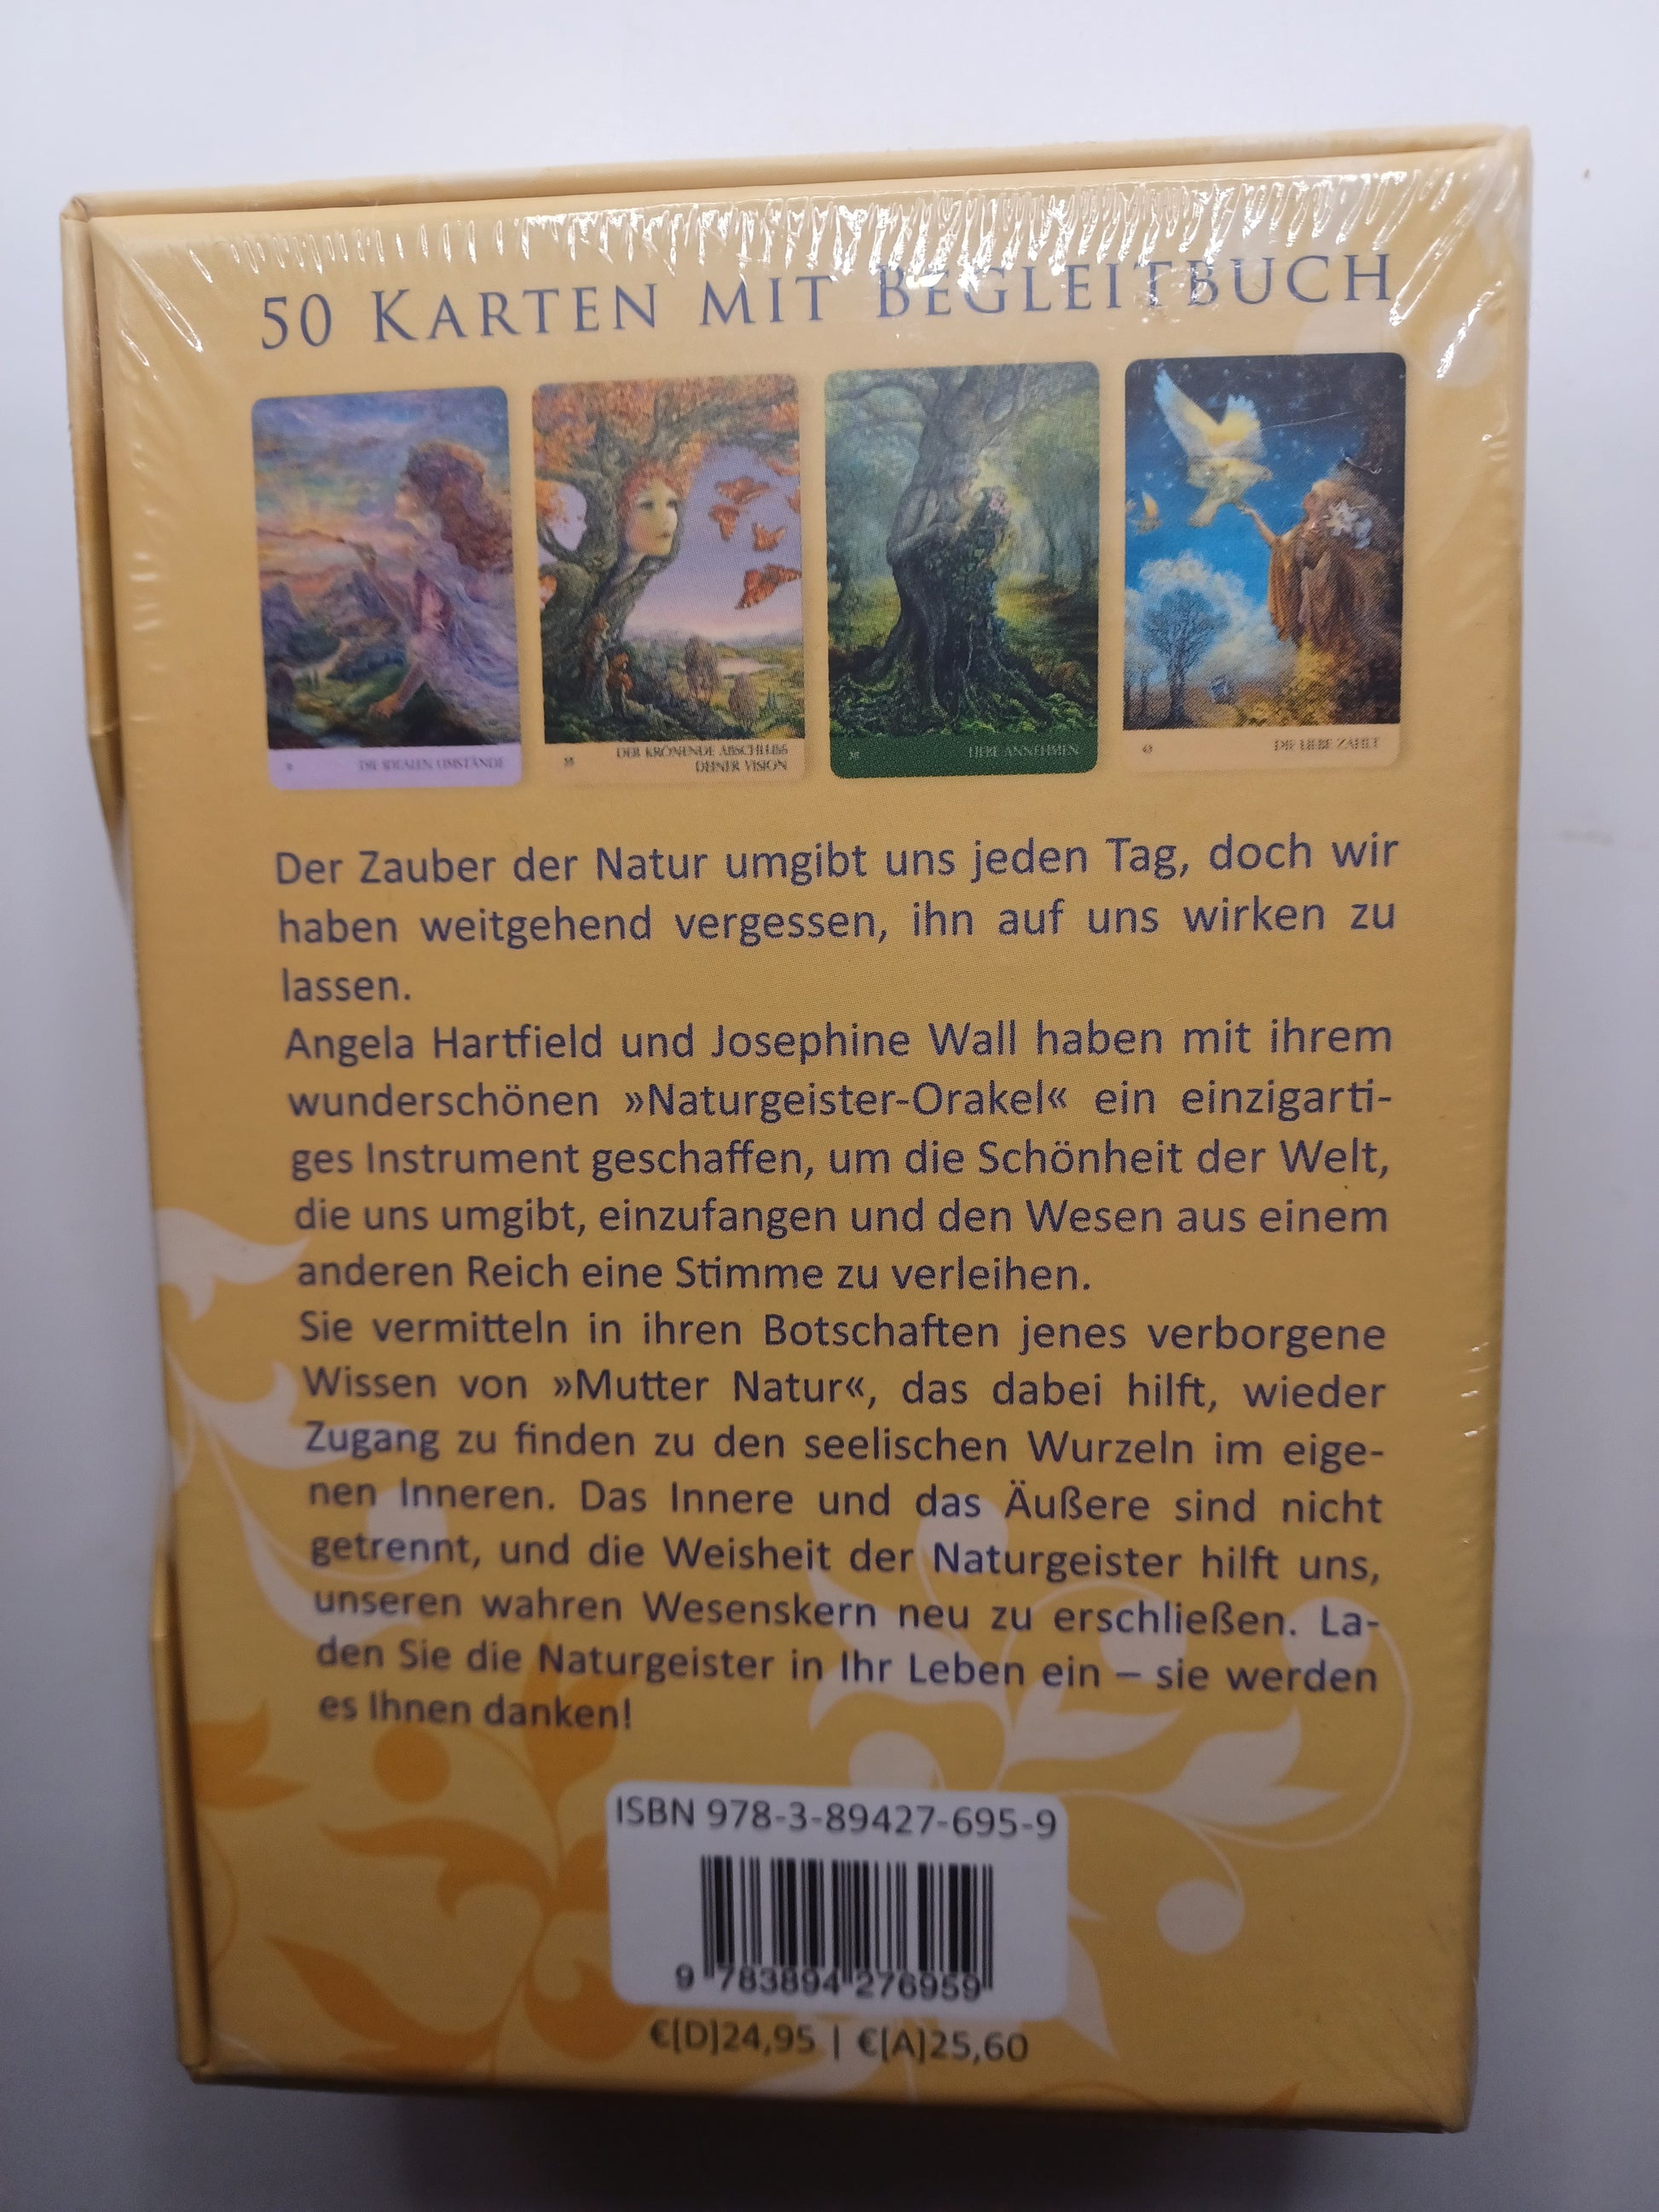 50 KARTEN MIT BEGLEITBUCH
DIE IDEALEN UMSTÄNDE
35 DER KRÖNENDE ABSCHLUSS
DEINER VISION
38 LIEBE ANNEHMEN
DIE LIEBE ZÄHLT
Der Zauber der Natur umgibt uns jeden Tag, doch wir
haben weitgehend vergessen, ihn auf uns wirken zu
lassen.
Angela Hartfield und Josephine Wall haben mit ihrem
wunderschönen »Naturgeister-Orakel« ein einzigarti-
ges Instrument geschaffen, um die Schönheit der Welt,
die uns umgibt, einzufangen und den Wesen aus einem
anderen Reich eine Stimme zu verleihen.
Sie vermitteln in ihren Botschaften jenes verborgene
Wissen von »Mutter Natur«, das dabei hilft, wieder
Zugang zu finden zu den seelischen Wurzeln im eige-
nen Inneren. Das Innere und das Äußere sind nicht
getrennt, und die Weisheit der Naturgeister hilft uns,
unseren wahren Wesenskern neu zu erschließen. La-
den Sie die Naturgeister in Ihr Leben ein – sie werden
es Ihnen danken!
ISBN 978-3-89427-695-9
9 783894 276959
€[D]24,95 | €[A]25,60